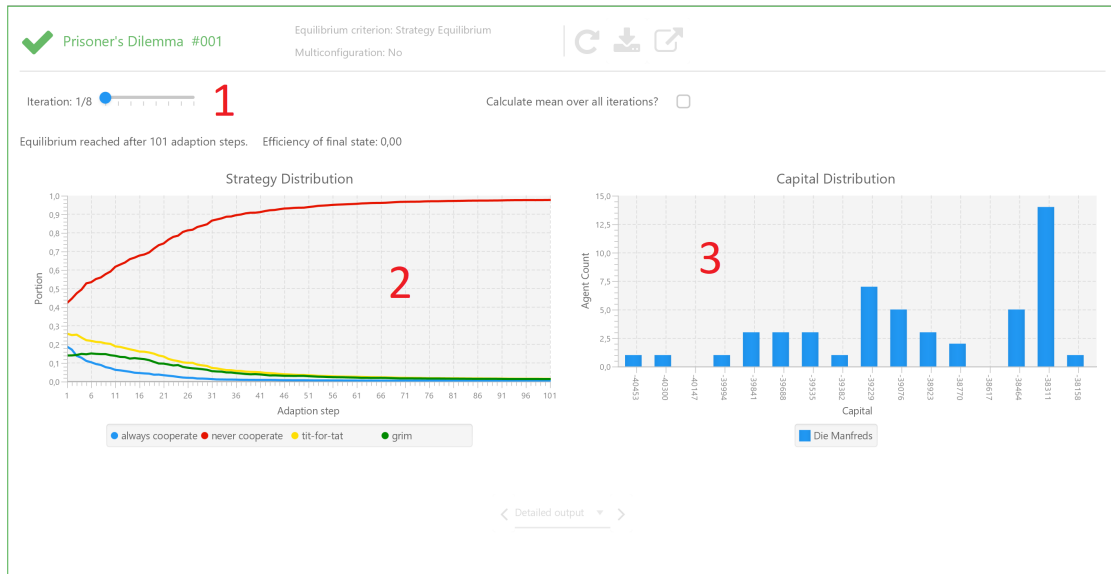 Prisoner's Dilemma #001
Equilibrium criterion: Strategy Equilibrium
Multiconfiguration: No
Iteration: 1/8
1
Calculate mean over all iterations?
Equilibrium reached after 101 adaption steps. Efficiency of final state: 0,00
Strategy Distribution
Portion
1,0
0,9
0,8
0,7
0,6
0,5
0,4
0,3
0,2
0,1
0,0
2
1 6 11 16 21 26 31 36 41 46 51 56 61 66 71 76 81 86 91 96 101
Adaption step
always cooperate never cooperate tit-for-tat grim
Capital Distribution
Agent Count
15,0
12,5
10,0
7,5
5,0
2,5
0,0
3
-40453 -40300 -40147 -39994 -39841 -39688 -39535 -39382 -39229 -39076 -38923 -38770 -38617 -38464 -38311 -38158
Capital
Die Manfreds
Detailed output